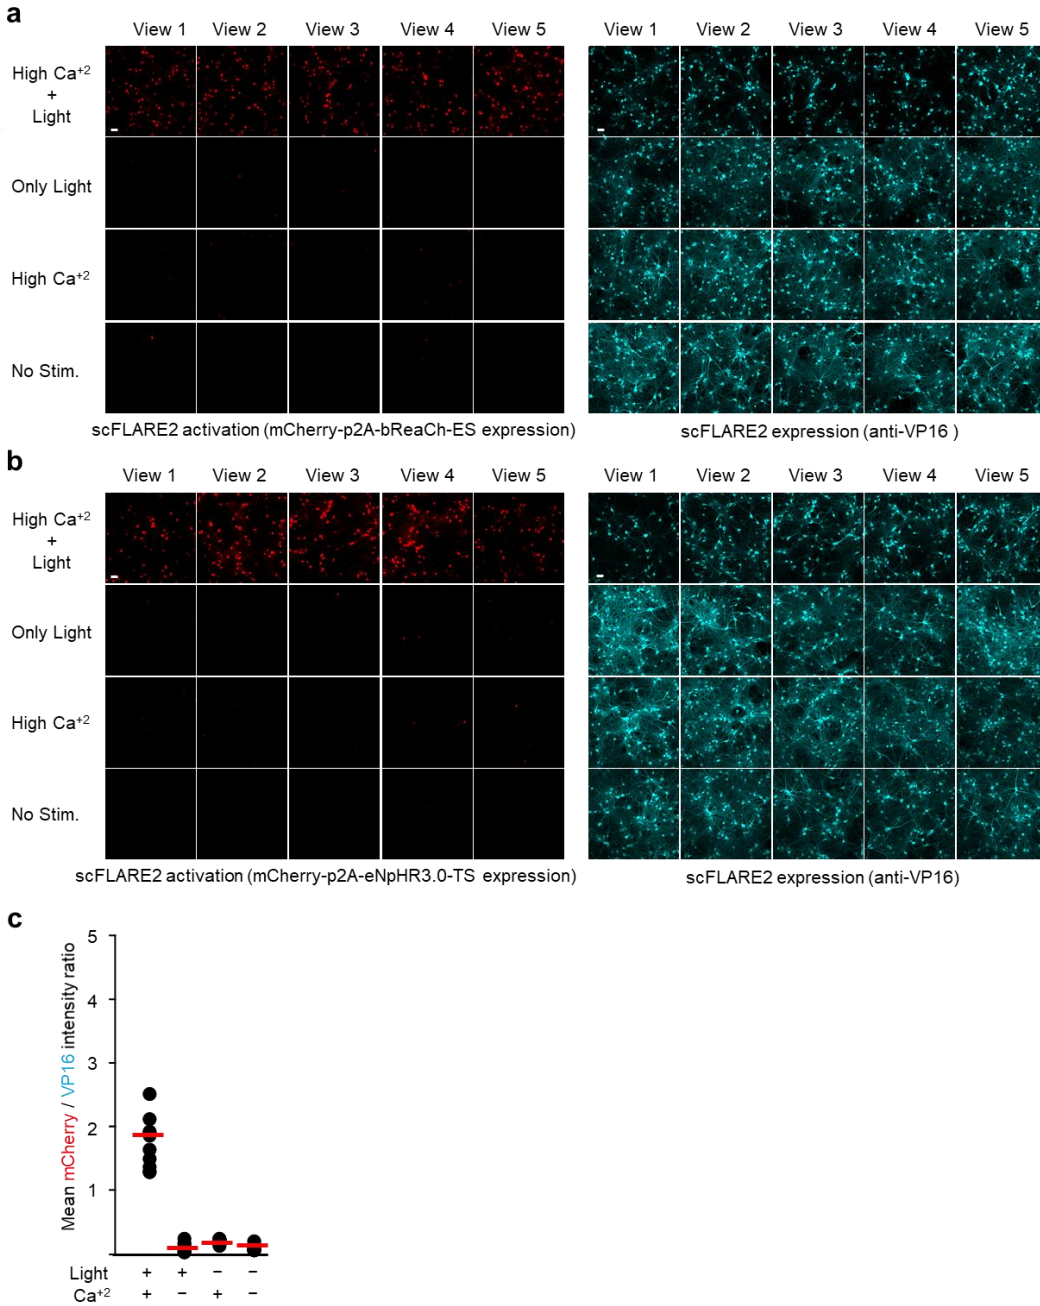 a
View 1 View 2 View 3 View 4 View 5 View 1 View 2 View 3 View 4 View 5
High Ca+2
+
Light
Only Light
High Ca+2
No Stim.
scFLARE2 activation (mCherry-p2A-bReaCh-ES expression) scFLARE2 expression (anti-VP16 )
b
View 1 View 2 View 3 View 4 View 5 View 1 View 2 View 3 View 4 View 5
High Ca+2
+
Light
Only Light
High Ca+2
No Stim.
scFLARE2 activation (mCherry-p2A-eNpHR3.0-TS expression) scFLARE2 expression (anti-VP16)
c
Mean mCherry / VP16 intensity ratio
5
4
3
2
1
Light + + − −
Ca+2 + − + −